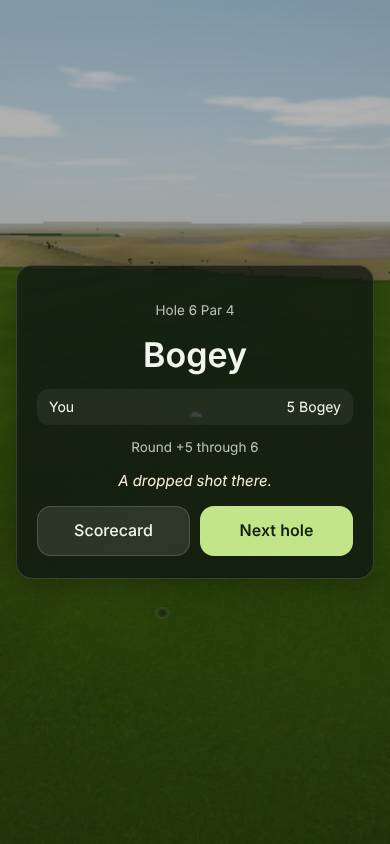 Hole 6 Par 4
Bogey
You 5 Bogey
Round +5 through 6
A dropped shot there.
Scorecard Next hole